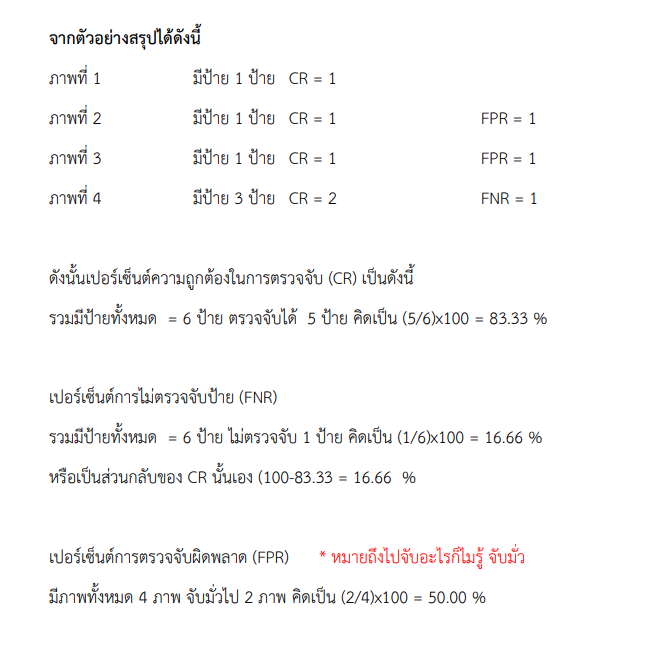 จากตัวอย่างสรุปได้ดังนี้
ภาพที่ 1 มีป้าย 1 ป้าย CR = 1
ภาพที่ 2 มีป้าย 1 ป้าย CR = 1 FPR = 1
ภาพที่ 3 มีป้าย 1 ป้าย CR = 1 FPR = 1
ภาพที่ 4 มีป้าย 3 ป้าย CR = 2 FNR = 1
ดังนั้นเปอร์เซ็นต์ความถูกต้องในการตรวจจับ (CR) เป็นดังนี้
รวมมีป้ายทั้งหมด = 6 ป้าย ตรวจจับได้ 5 ป้าย คิดเป็น (5/6)x100 = 83.33 %
เปอร์เซ็นต์การไม่ตรวจจับป้าย (FNR)
รวมมีป้ายทั้งหมด = 6 ป้าย ไม่ตรวจจับ 1 ป้าย คิดเป็น (1/6)x100 = 16.66 %
หรือเป็นส่วนกลับของ CR นั้นเอง (100-83.33 = 16.66 %
เปอร์เซ็นต์การตรวจจับผิดพลาด (FPR) * หมายถึงไปจับอะไรก็ไมรู้ จับมั่ว
มีภาพทั้งหมด 4 ภาพ จับมั่วไป 2 ภาพ คิดเป็น (2/4)x100 = 50.00 %